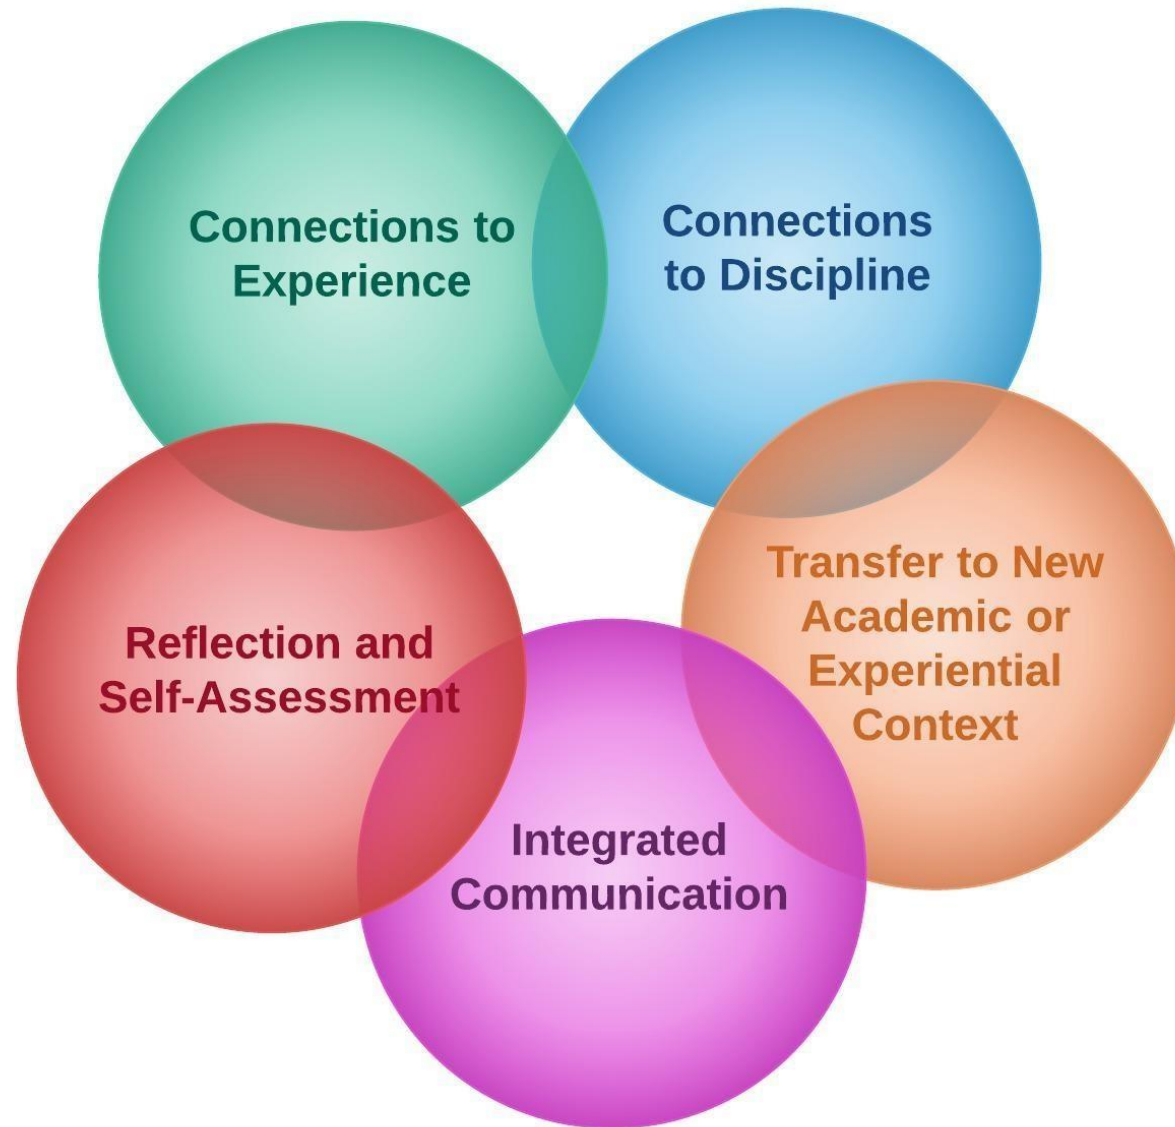 Connections to
Experience
Connections
to Discipline
Transfer to New
Academic or
Experiential
Context
Reflection and
Self-Assessment
Integrated
Communication